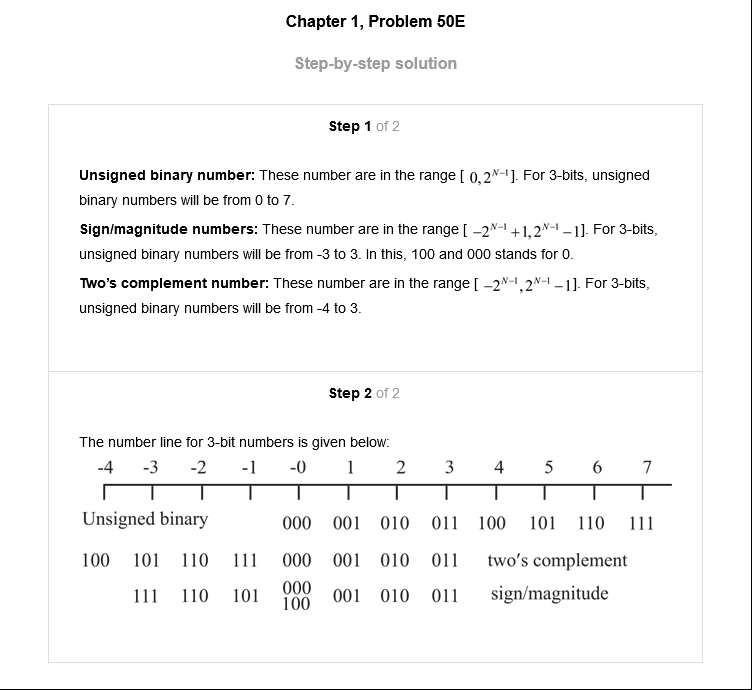 Chapter 1, Problem 50E
Step-by-step solution
Step 1 of 2
Unsigned binary number: These number are in the range [ 0,2^{N-1}]. For 3-bits, unsigned
binary numbers will be from 0 to 7.
Sign/magnitude numbers: These number are in the range [ −2^{N-1}+1,2^{N-1}−1]. For 3-bits,
unsigned binary numbers will be from -3 to 3. In this, 100 and 000 stands for 0.
Two's complement number: These number are in the range [ −2^{N-1},2^{N-1}−1]. For 3-bits,
unsigned binary numbers will be from -4 to 3.
Step 2 of 2
The number line for 3-bit numbers is given below:
-4 -3 -2 -1 -0 1 2 3 4 5 6 7
Unsigned binary 000 001 010 011 100 101 110 111
100 101 110 111 000 001 010 011 two's complement
111 110 101 000 100 001 010 011 sign/magnitude